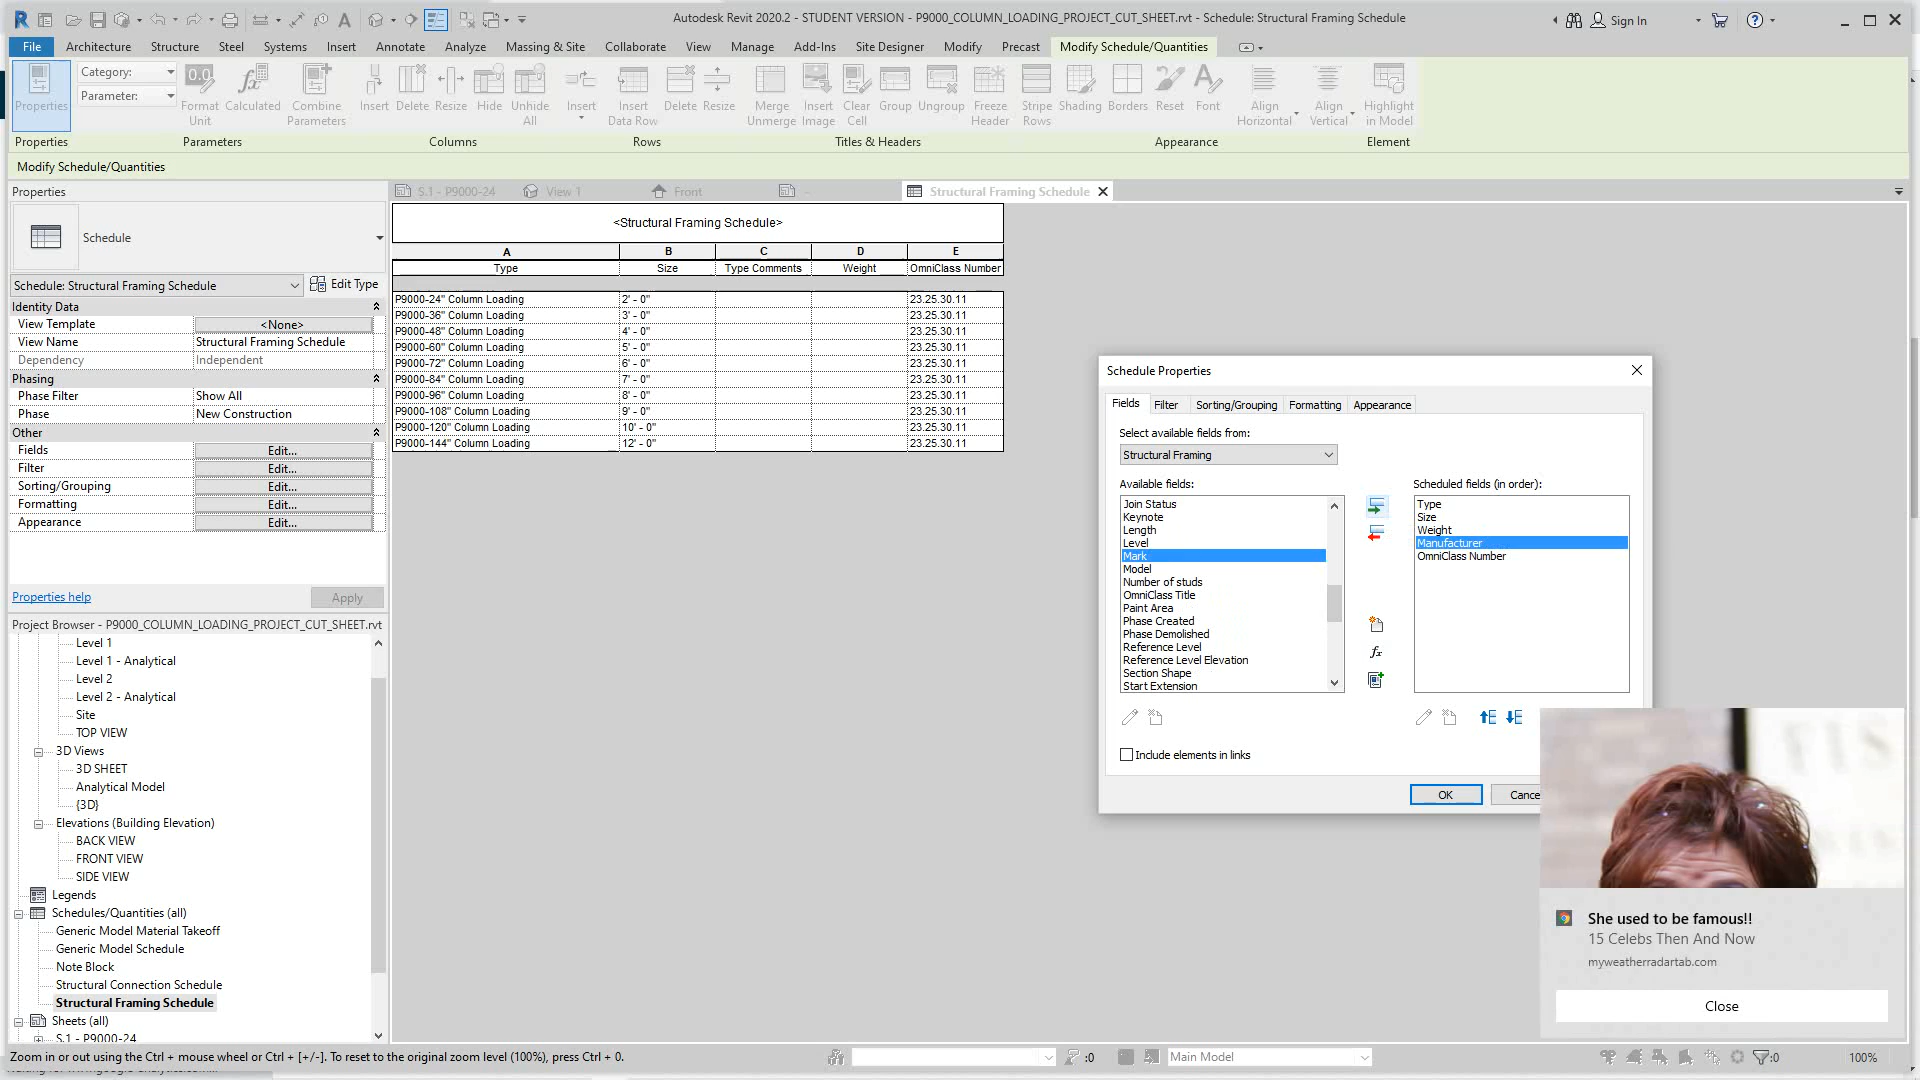 Autodesk Revit 2020.2 - STUDENT VERSION - P9000_COLUMN_LOADING_PROJECT_CUT_SHEET.rvt - Schedule: Structural Framing Schedule
Sign In
File Architecture Structure Steel Systems Insert Annotate Analyze Massing & Site Collaborate View Manage Add-Ins Site Designer Modify Precast Modify Schedule/Quantities
Category:
Parameter:
Properties
Format Unit
Calculated
Combine Parameters
Insert
Delete
Resize
Hide
Unhide All
Insert
Insert Data Row
Delete
Resize
Merge Unmerge
Insert Image
Clear Cell
Group
Ungroup
Freeze Header
Stripe Rows
Shading
Borders
Reset
Font
Align Horizontal
Align Vertical
Highlight in Model
Properties Parameters Columns Rows Titles & Headers Appearance Element
Modify Schedule/Quantities
Properties
Schedule
Schedule: Structural Framing Schedule
Edit Type
Identity Data
View Template <None>
View Name Structural Framing Schedule
Dependency Independent
Phasing
Phase Filter Show All
Phase New Construction
Other
Fields Edit...
Filter Edit...
Sorting/Grouping Edit...
Formatting Edit...
Appearance Edit...
Properties help
Apply
Project Browser - P9000_COLUMN_LOADING_PROJECT_CUT_SHEET.rvt
Level 1
Level 1 - Analytical
Level 2
Level 2 - Analytical
Site
TOP VIEW
3D Views
3D SHEET
Analytical Model
{3D}
Elevations (Building Elevation)
BACK VIEW
FRONT VIEW
SIDE VIEW
Legends
Schedules/Quantities (all)
Generic Model Material Takeoff
Generic Model Schedule
Note Block
Structural Connection Schedule
Structural Framing Schedule
Sheets (all)
S.1 - P9000-24
S.1 - P9000-24 View 1 Front - Structural Framing Schedule
<Structural Framing Schedule>
A B C D E
Type Size Type Comments Weight OmniClass Number
P9000-24" Column Loading 2' - 0" 23.25.30.11
P9000-36" Column Loading 3' - 0" 23.25.30.11
P9000-48" Column Loading 4' - 0" 23.25.30.11
P9000-60" Column Loading 5' - 0" 23.25.30.11
P9000-72" Column Loading 6' - 0" 23.25.30.11
P9000-84" Column Loading 7' - 0" 23.25.30.11
P9000-96" Column Loading 8' - 0" 23.25.30.11
P9000-108" Column Loading 9' - 0" 23.25.30.11
P9000-120" Column Loading 10' - 0" 23.25.30.11
P9000-144" Column Loading 12' - 0" 23.25.30.11
Schedule Properties
Fields Filter Sorting/Grouping Formatting Appearance
Select available fields from:
Structural Framing
Available fields:
Join Status
Keynote
Length
Level
Mark
Model
Number of studs
OmniClass Title
Paint Area
Phase Created
Phase Demolished
Reference Level
Reference Level Elevation
Section Shape
Start Extension
Scheduled fields (in order):
Type
Size
Weight
Manufacturer
OmniClass Number
Include elements in links
OK
Cance
She used to be famous!!
15 Celebs Then And Now
myweatherradartab.com
Close
Zoom in or out using the Ctrl + mouse wheel or Ctrl + [+/-]. To reset to the original zoom level (100%), press Ctrl + 0.
:0
Main Model
:0
100%